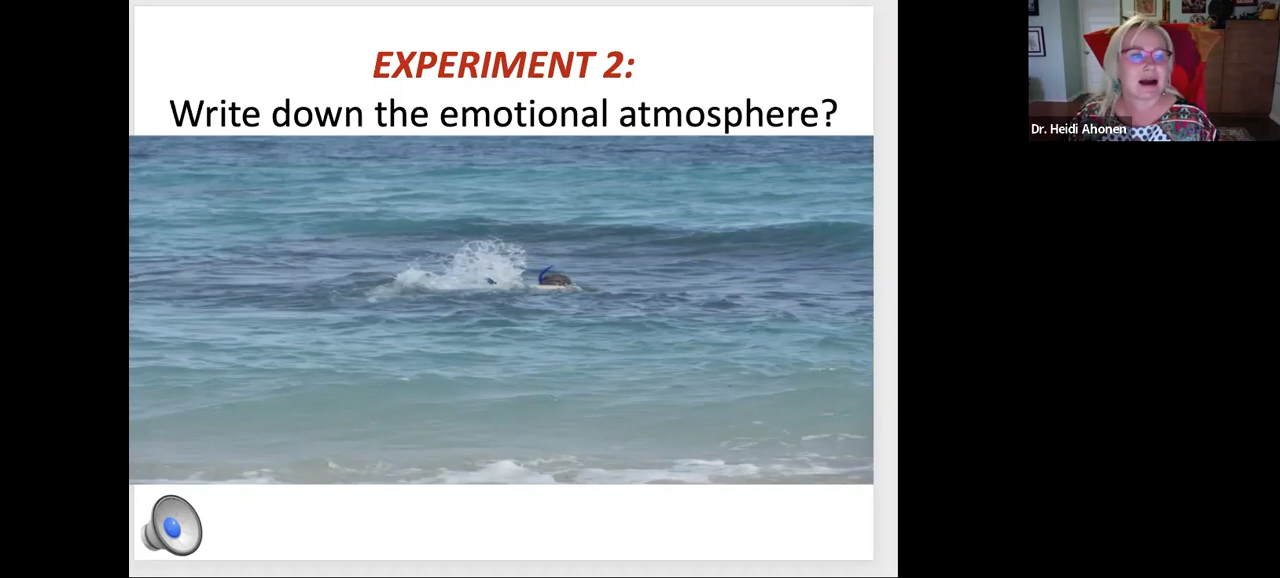 EXPERIMENT 2:
Write down the emotional atmosphere?
Dr. Heidi Ahonen